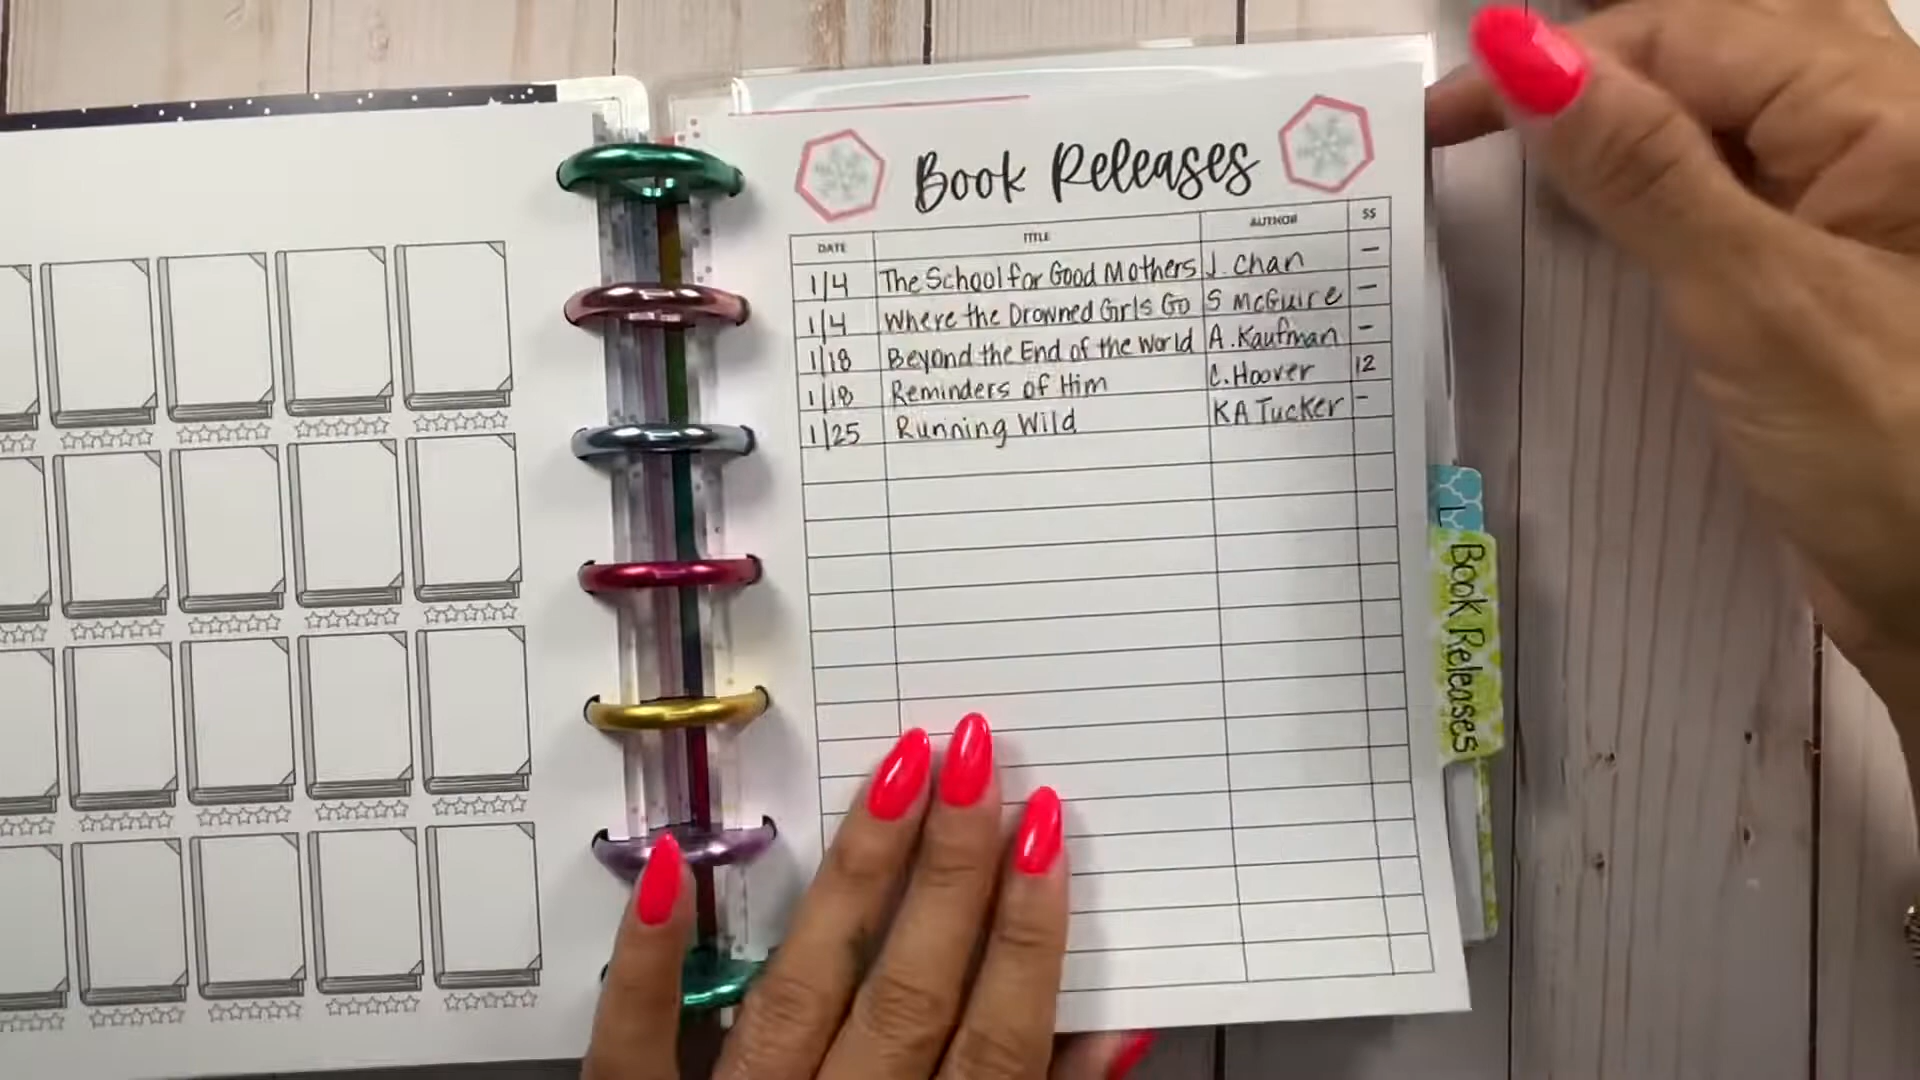 Book Releases
DATE TITLE AUTHOR SS
1/4 The School for Good Mothers J. Chan -
1/4 Where the Drowned Girls Go S McGuire -
1/18 Beyond the End of the World A. Kaufman -
1/18 Reminders of Him C. Hoover 12
1/25 Running Wild KA Tucker -
Book Releases